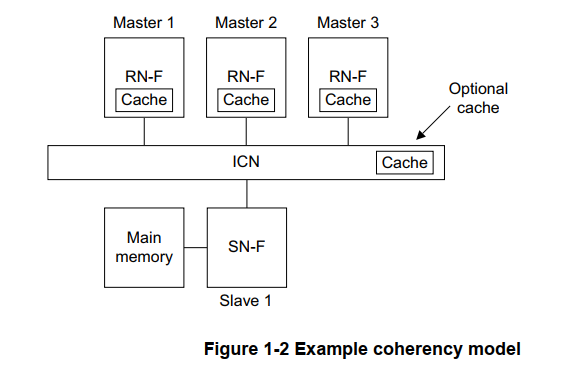 Master 1
Master 2
Master 3
RN-F
Cache
RN-F
Cache
RN-F
Cache
Optional
cache
ICN
Cache
Main
memory
SN-F
Slave 1
Figure 1-2 Example coherency model